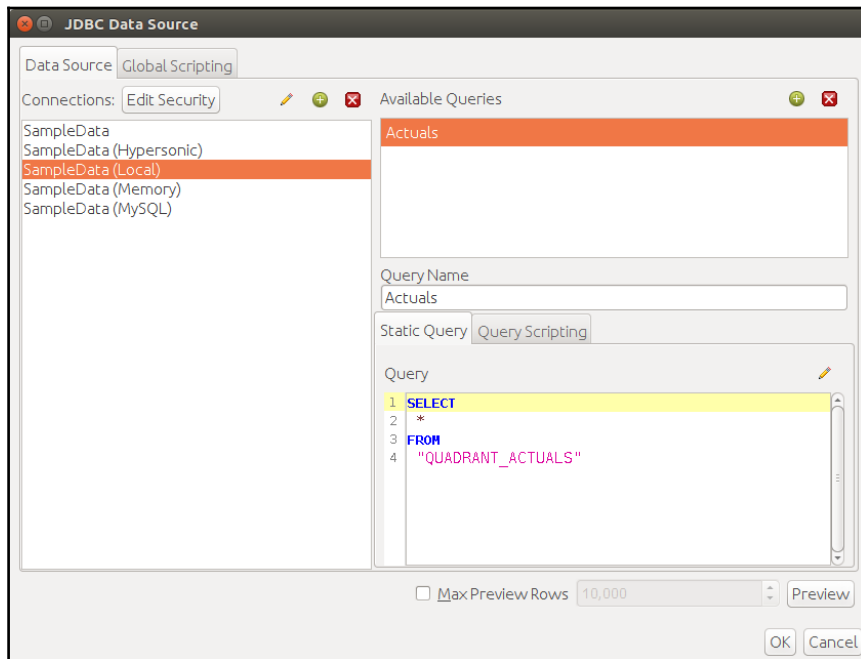 JDBC Data Source
Data Source Global Scripting
Connections: Edit Security
SampleData
SampleData (Hypersonic)
SampleData (Local)
SampleData (Memory)
SampleData (MySQL)
Available Queries
Actuals
Query Name
Actuals
Static Query Query Scripting
Query
1 SELECT
2 *
3 FROM
4 "QUADRANT_ACTUALS"
Max Preview Rows 10,000 Preview
OK Cancel